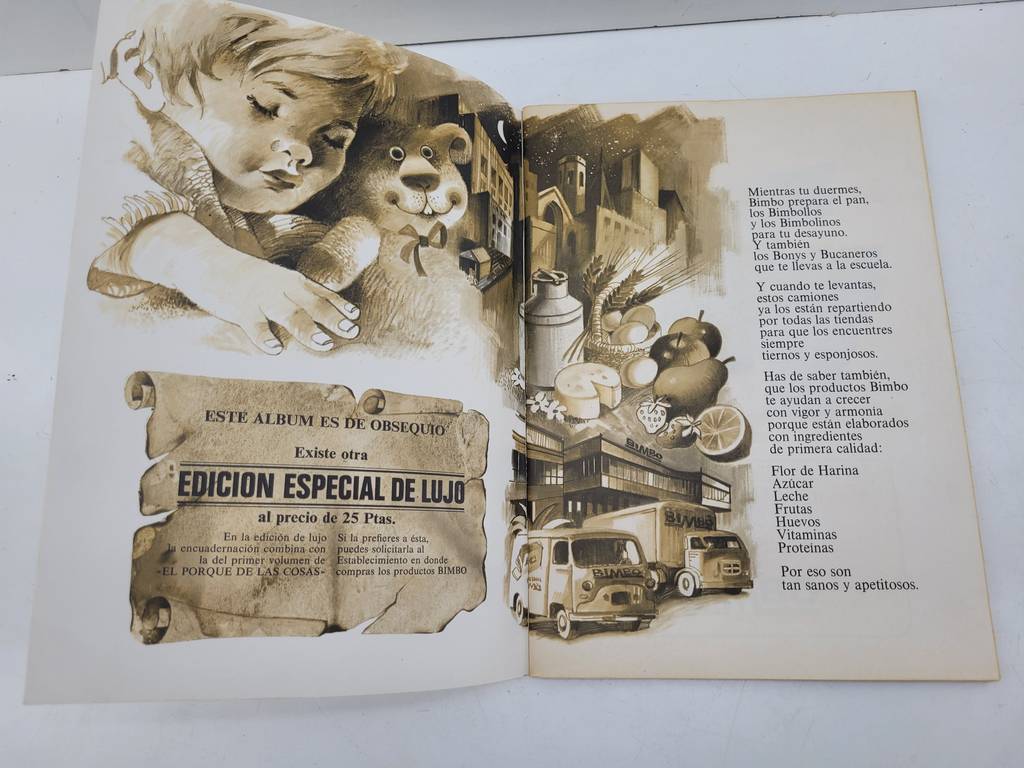 ESTE ALBUM ES DE OBSEQUIO
Existe otra
EDICION ESPECIAL DE LUJO
al precio de 25 Ptas.
En la edición de lujo
la encuadernación combina con
la del primer volumen de
«EL PORQUE DE LAS COSAS»
Si la prefieres a ésta,
puedes solicitarla al
Establecimiento en donde
compras los productos BIMBO
BIMBO
BIMBO
BIMBO
Mientras tu duermes,
Bimbo prepara el pan,
los Bimbollos
y los Bimbolinos
para tu desayuno.
Y también
los Bonys y Bucaneros
que te llevas a la escuela.
Y cuando te levantas,
estos camiones
ya los están repartiendo
por todas las tiendas
para que los encuentres
siempre
tiernos y esponjosos.
Has de saber también,
que los productos Bimbo
te ayudan a crecer
con vigor y armonia
porque están elaborados
con ingredientes
de primera calidad:
Flor de Harina
Azúcar
Leche
Frutas
Huevos
Vitaminas
Proteinas
Por eso son
tan sanos y apetitosos.